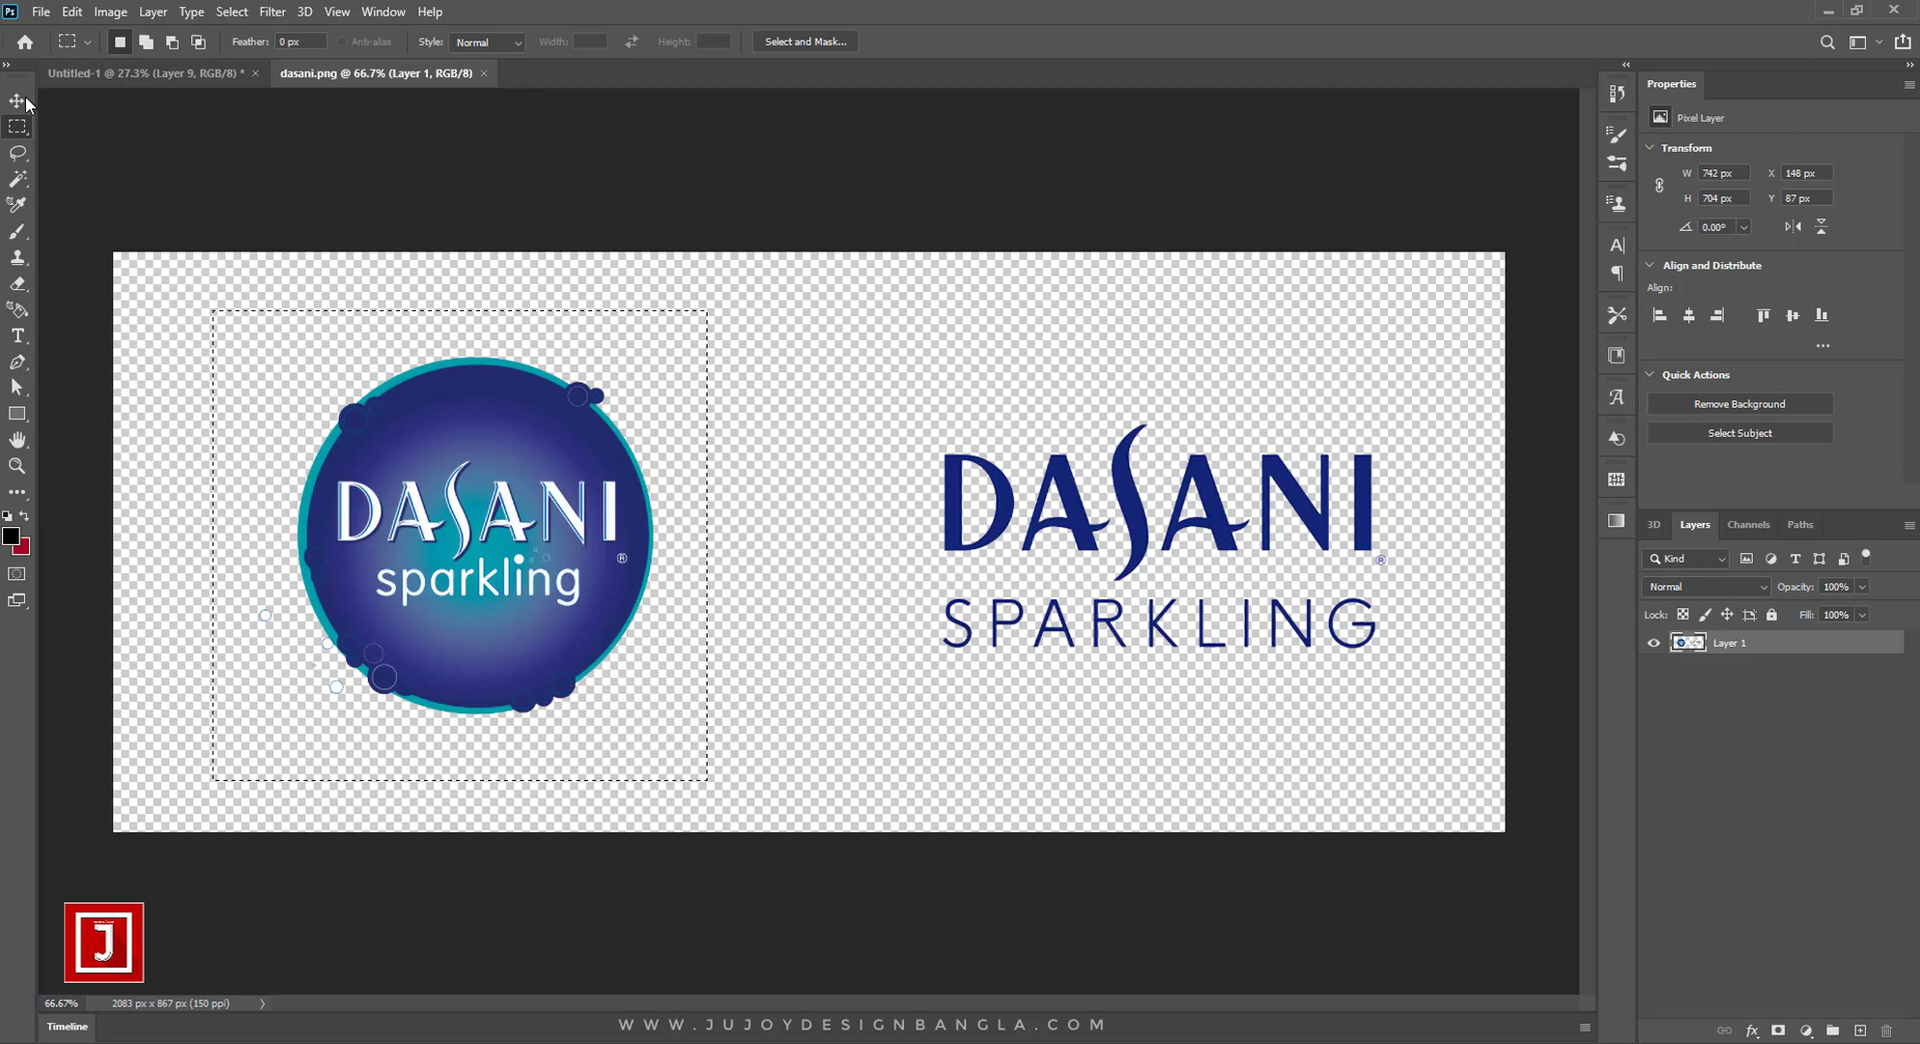 Ps File Edit Image Layer Type Select Filter 3D View Window Help
Feather: 0 px Anti-alias Style: Normal Width: Height: Select and Mask...
Untitled-1 @ 27.3% (Layer 9, RGB/8) * × dasani.png @ 66.7% (Layer 1, RGB/8) ×
Properties
Pixel Layer
Transform
W 742 px X 148 px
H 704 px Y 87 px
0.00°
Align and Distribute
Align:
Quick Actions
Remove Background
Select Subject
3D Layers Channels Paths
Kind
Normal Opacity: 100%
Lock: Fill: 100%
Layer 1
DASANI
®
sparkling
DASANI
®
SPARKLING
J
66.67% 2083 px x 867 px (150 ppi)
Timeline
WWW.JUJOYDESIGNBANGLA.COM